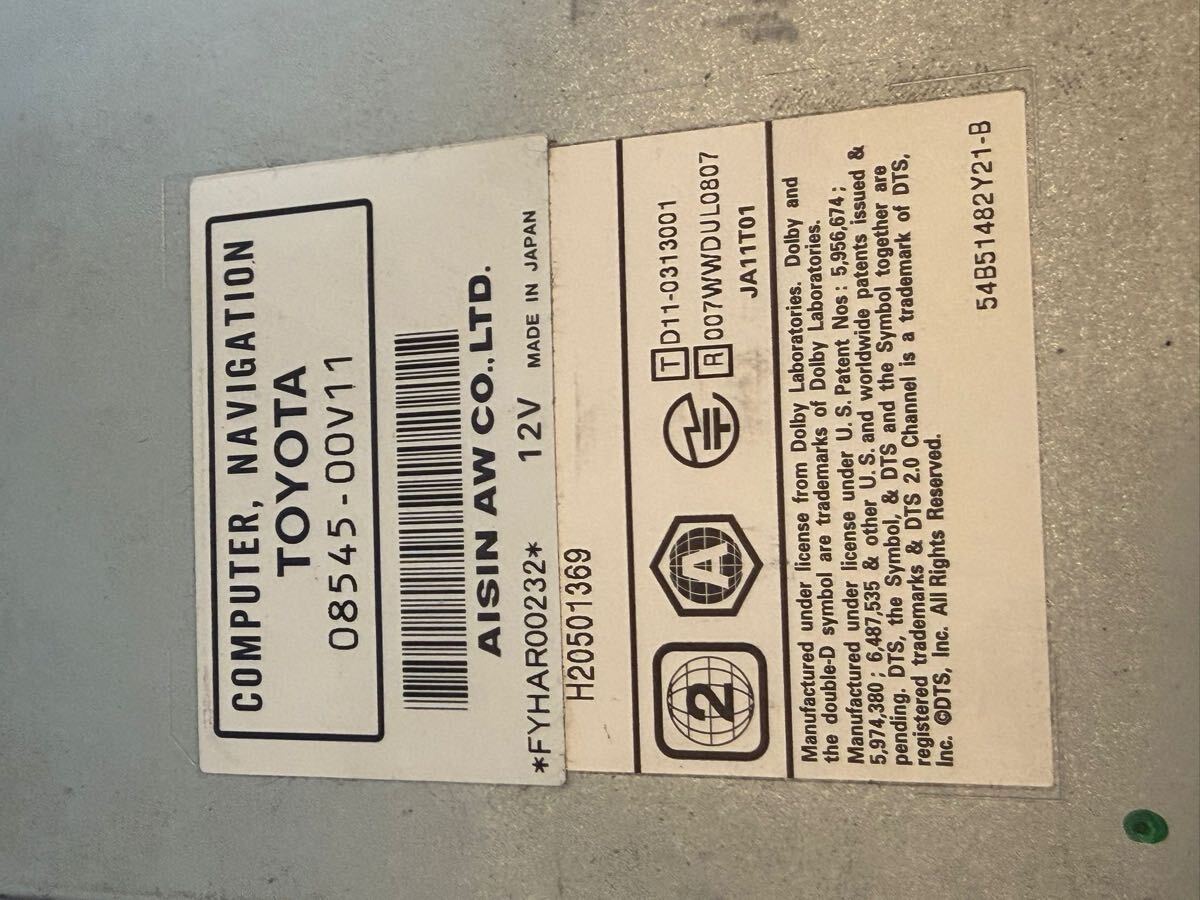 COMPUTER, NAVIGATION
TOYOTA
08545-00V11
AISIN AW CO.,LTD.
*FYHAR00232* 12V MADE IN JAPAN
H20501369
2 A T D11-0313001
R 007WWDUL0807
JA11T01
Manufactured under license from Dolby Laboratories. Dolby and
the double-D symbol are trademarks of Dolby Laboratories.
Manufactured under license under U.S. Patent Nos: 5,956,674;
5,974,380; 6,487,535 & other U.S. and worldwide patents issued &
pending. DTS, the Symbol, & DTS and the Symbol together are
registered trademarks & DTS 2.0 Channel is a trademark of DTS,
Inc. ©DTS, Inc. All Rights Reserved.
54B51482Y21-B